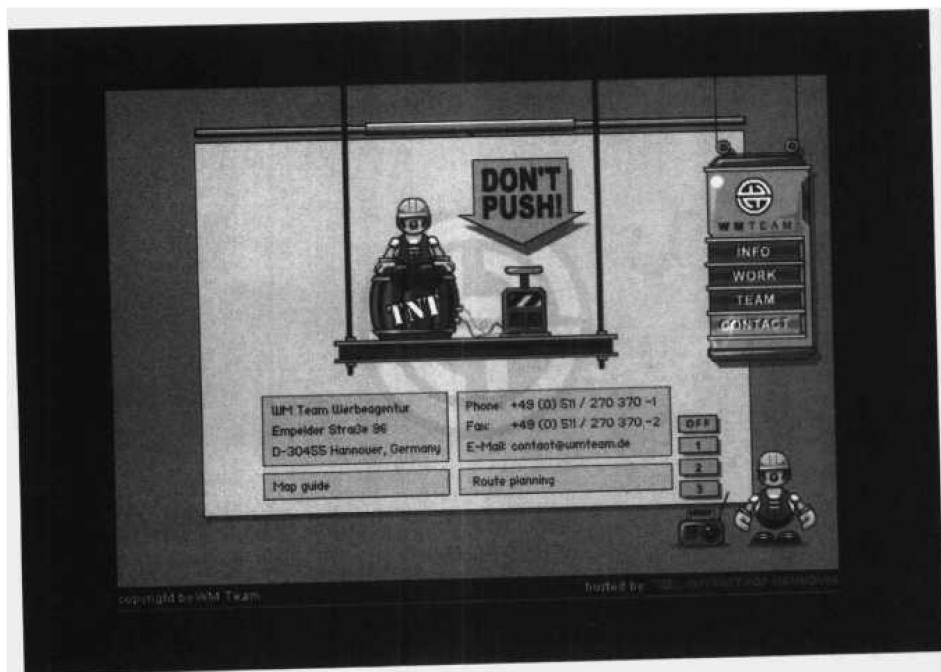 DON'T
PUSH!
TNT
WM TEAM
INFO
WORK
TEAM
CONTACT
WM Team Werbeagentur
Empelder Straße 96
D-30455 Hannover, Germany
Phone: +49 (0) 511 / 270 370 -1
Fax: +49 (0) 511 / 270 370 -2
E-Mail: contact@wmteam.de
Map guide
Route planning
OFF
1
2
3
copyright by WM Team
hosted by